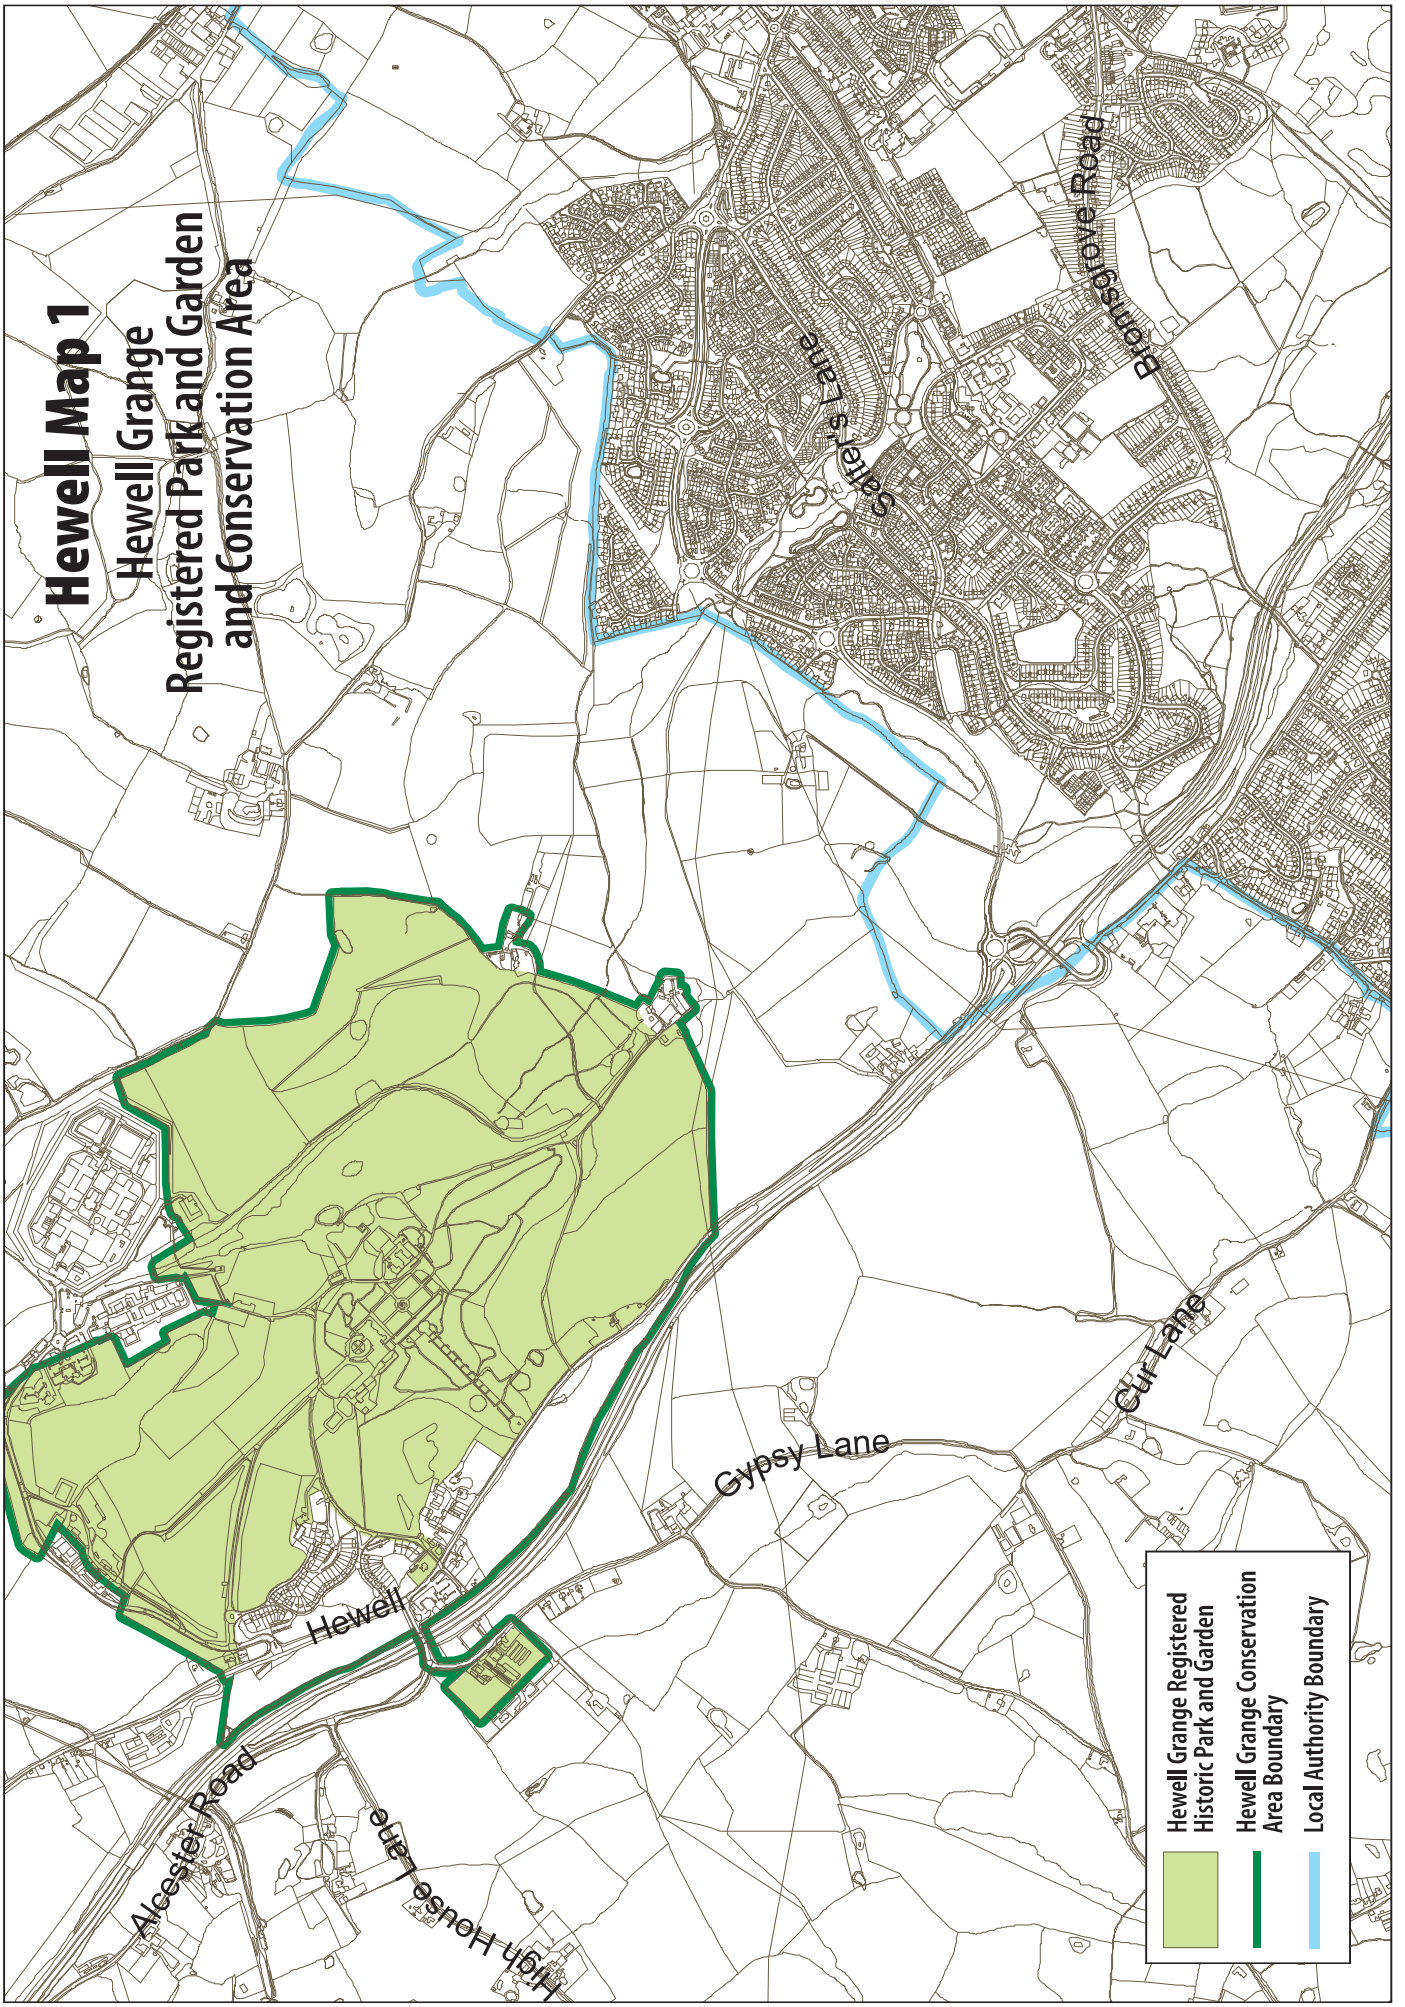 Hewell Map 1
Hewell Grange
Registered Park and Garden
and Conservation Area
Alcester Road
High House Lane
Hewell
Gypsy Lane
Cur Lane
Salter's Lane
Bromsgrove Road
Hewell Grange Registered
Historic Park and Garden
Hewell Grange Conservation
Area Boundary
Local Authority Boundary